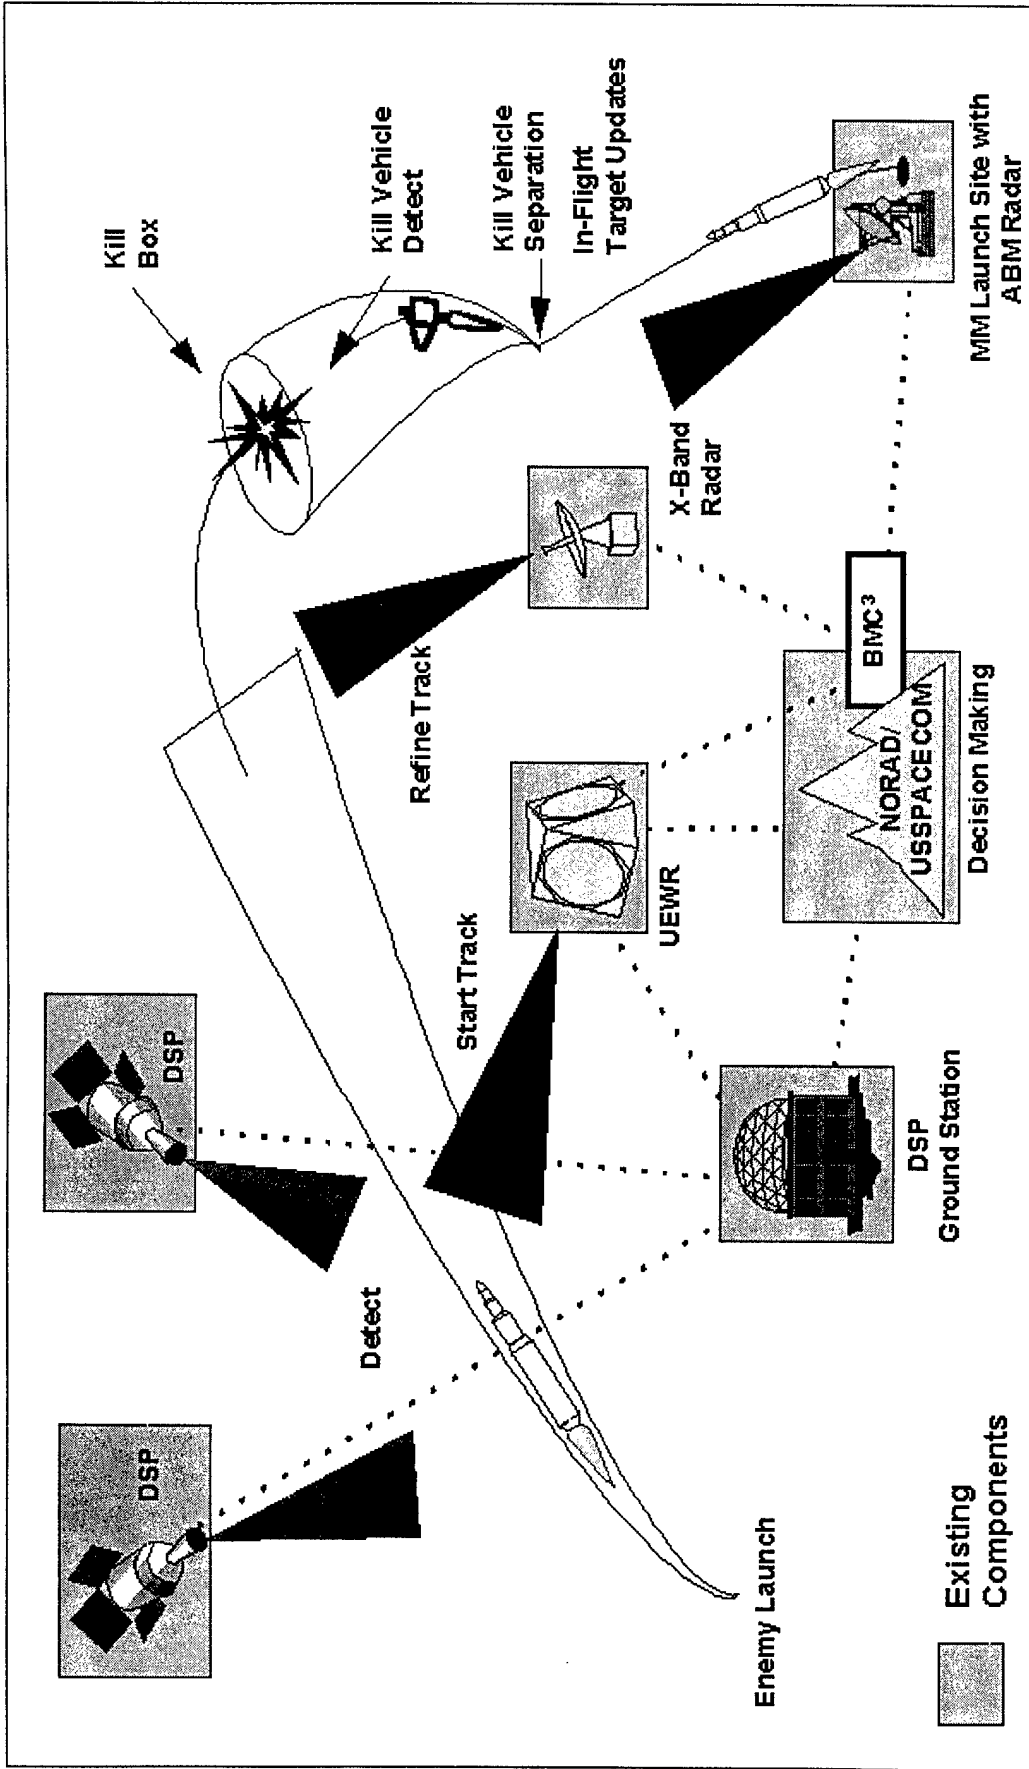 DSP
DSP
Detect
Kill
Box
Kill Vehicle
Detect
Kill Vehicle
Separation
In-Flight
Target Updates
Refine Track
Start Track
UEWR
X-Band
Radar
Enemy Launch
DSP
Ground Station
NORAD/
USSPACECOM
BMC³
Decision Making
MM Launch Site with
ABM Radar
Existing
Components